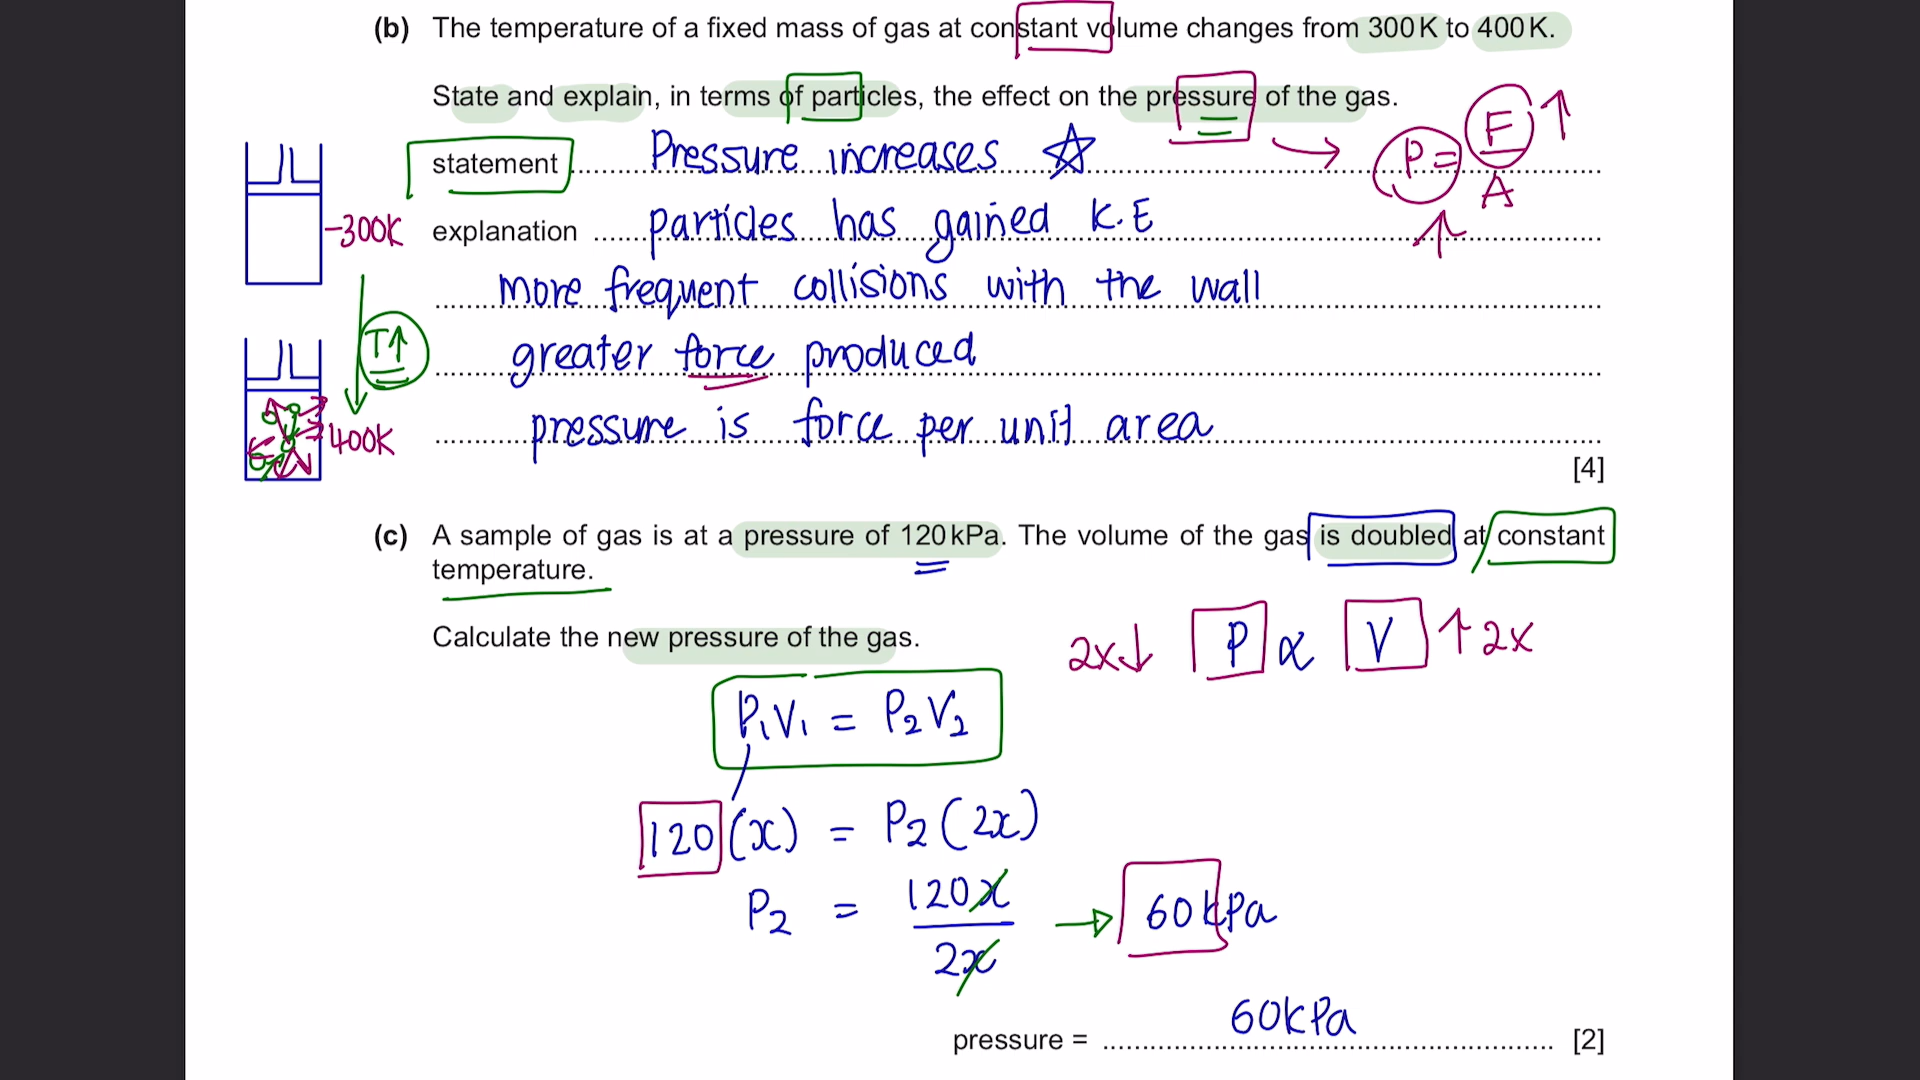 (b) The temperature of a fixed mass of gas at constant volume changes from 300 K to 400 K.
State and explain, in terms of particles, the effect on the pressure of the gas.
P = F / A
statement Pressure increases
-300K
explanation particles has gained K.E
more frequent collisions with the wall
T↑
greater force produced
400K
pressure is force per unit area
[4]
(c) A sample of gas is at a pressure of 120 kPa. The volume of the gas is doubled at constant
temperature.
Calculate the new pressure of the gas.
2x↓ P ∝ V ↑2x
P₁V₁ = P₂V₂
120(x) = P₂(2x)
P₂ = 120x / 2x → 60kPa
60kPa
pressure = [2]